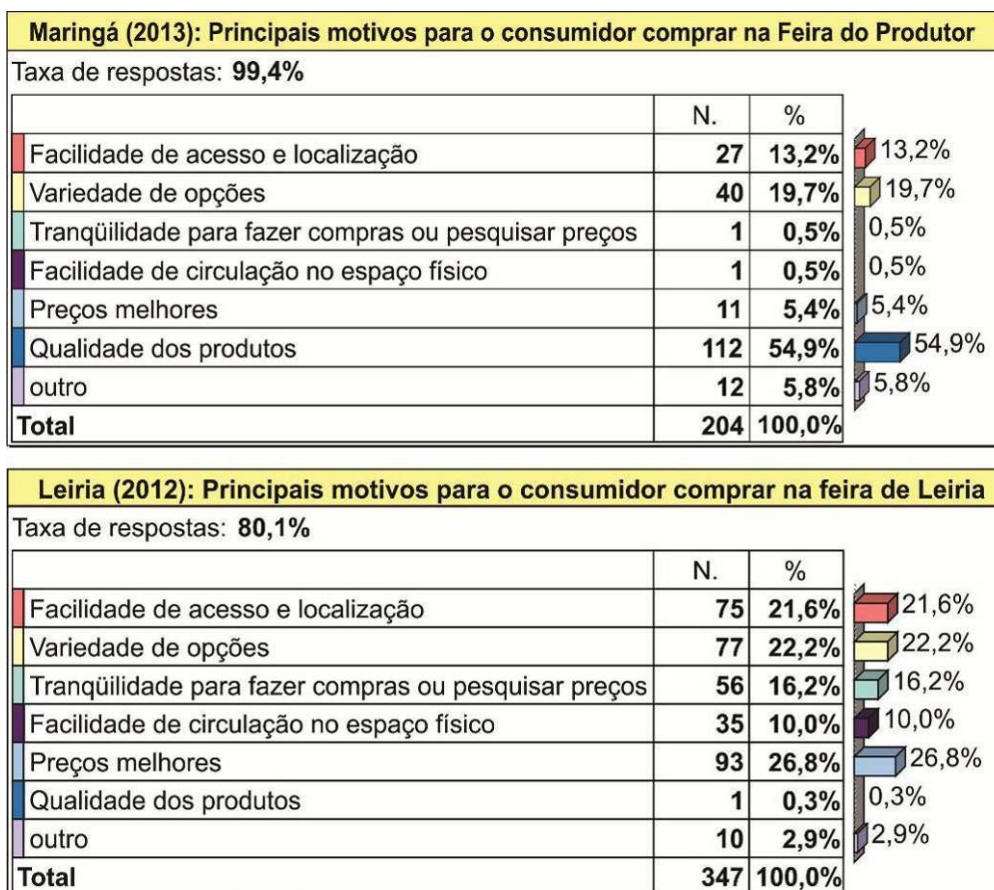 Maringá (2013): Principais motivos para o consumidor comprar na Feira do Produtor
Taxa de respostas: 99,4%
N. %
Facilidade de acesso e localização 27 13,2% 13,2%
Variedade de opções 40 19,7% 19,7%
Tranqüilidade para fazer compras ou pesquisar preços 1 0,5% 0,5%
Facilidade de circulação no espaço físico 1 0,5% 0,5%
Preços melhores 11 5,4% 5,4%
Qualidade dos produtos 112 54,9% 54,9%
outro 12 5,8% 5,8%
Total 204 100,0%
Leiria (2012): Principais motivos para o consumidor comprar na feira de Leiria
Taxa de respostas: 80,1%
N. %
Facilidade de acesso e localização 75 21,6% 21,6%
Variedade de opções 77 22,2% 22,2%
Tranqüilidade para fazer compras ou pesquisar preços 56 16,2% 16,2%
Facilidade de circulação no espaço físico 35 10,0% 10,0%
Preços melhores 93 26,8% 26,8%
Qualidade dos produtos 1 0,3% 0,3%
outro 10 2,9% 2,9%
Total 347 100,0%